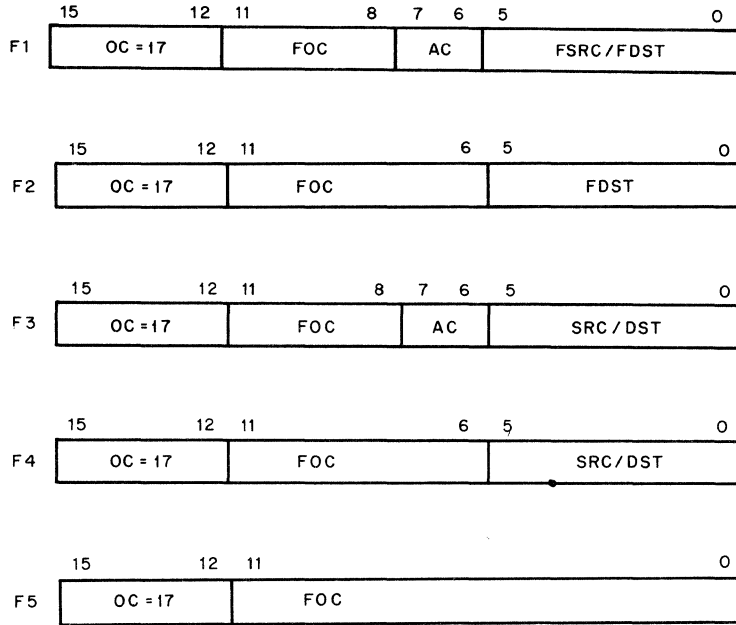 15 12 11 8 7 6 5 0
F1 OC = 17 FOC AC FSRC/FDST
15 12 11 6 5 0
F2 OC = 17 FOC FDST
15 12 11 8 7 6 5 0
F3 OC = 17 FOC AC SRC/DST
15 12 11 6 5 0
F4 OC = 17 FOC SRC/DST
15 12 11 0
F5 OC = 17 FOC